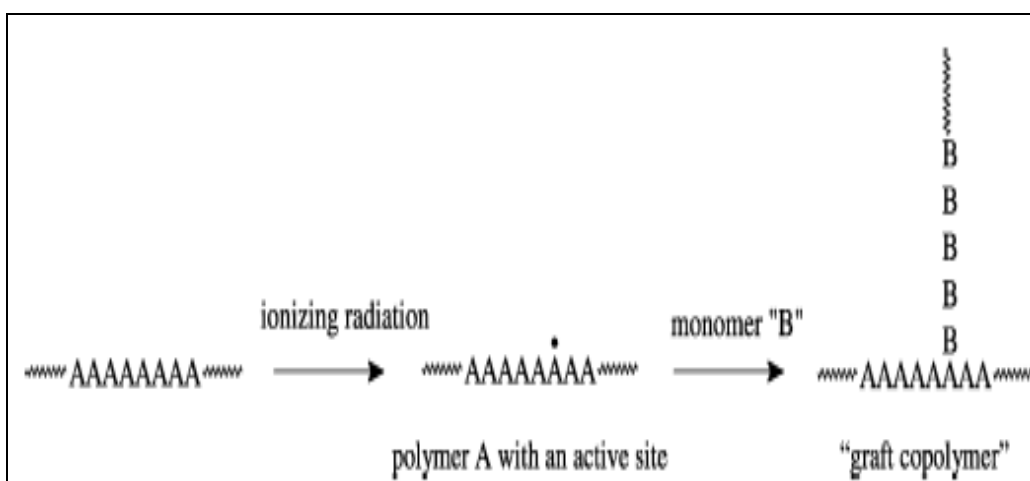 B
B
B
B
B
ionizing radiation
monomer "B"
AAAAAAAA
AAAAAAAA
AAAAAAAA
polymer A with an active site
“graft copolymer”